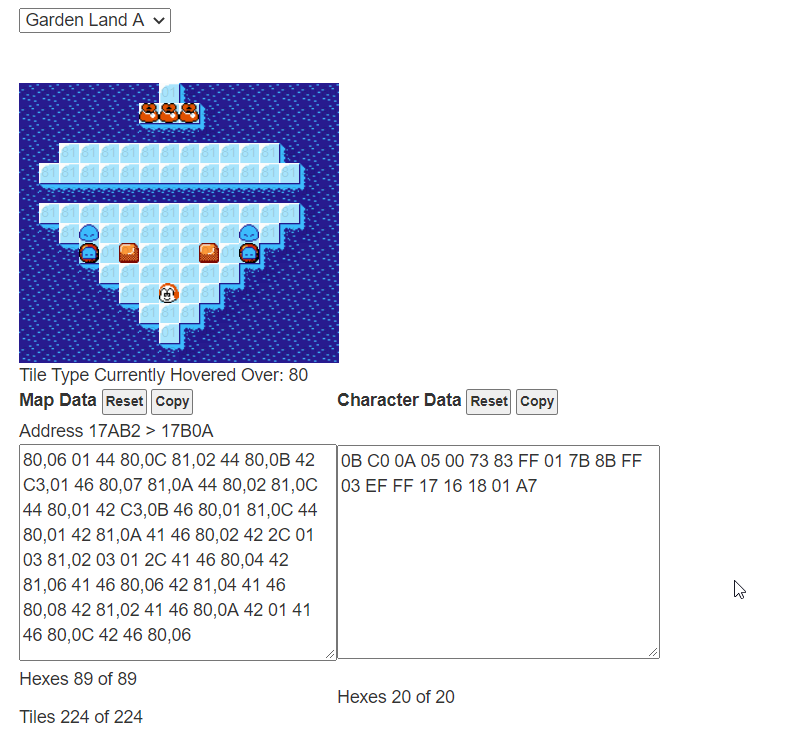 Garden Land A
Tile Type Currently Hovered Over: 80
Map Data Reset Copy
Character Data Reset Copy
Address 17AB2 > 17B0A
80,06 01 44 80,0C 81,02 44 80,0B 42
C3,01 46 80,07 81,0A 44 80,02 81,0C
44 80,01 42 C3,0B 46 80,01 81,0C 44
80,01 42 81,0A 41 46 80,02 42 2C 01
03 81,02 03 01 2C 41 46 80,04 42
81,06 41 46 80,06 42 81,04 41 46
80,08 42 81,02 41 46 80,0A 42 01 41
46 80,0C 42 46 80,06
0B C0 0A 05 00 73 83 FF 01 7B 8B FF
03 EF FF 17 16 18 01 A7
Hexes 89 of 89
Hexes 20 of 20
Tiles 224 of 224